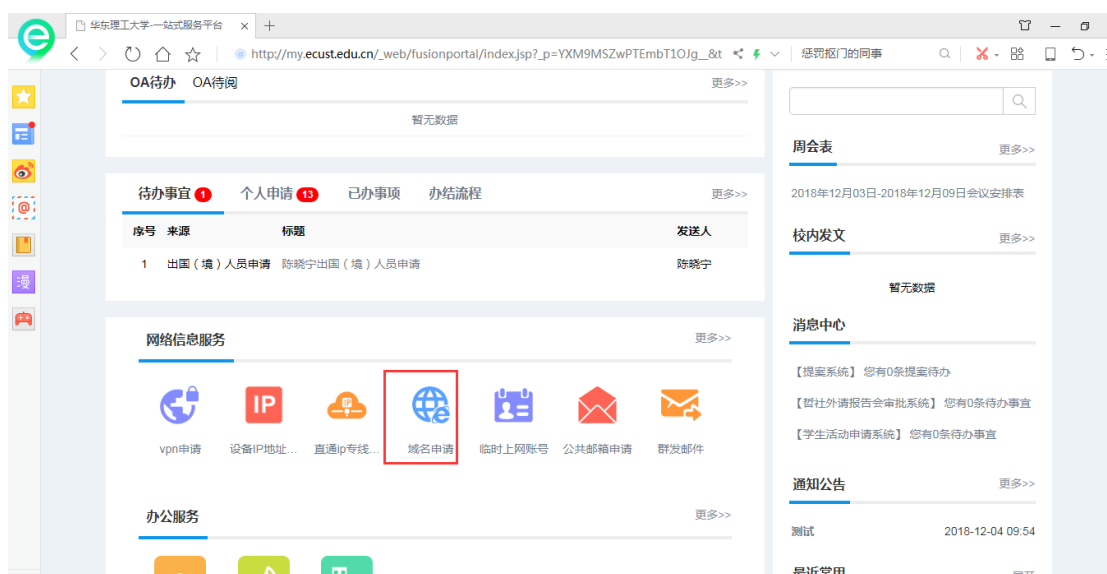 华东理工大学-一站式服务平台
http://my.ecust.edu.cn/_web/fusionportal/index.jsp?_p=YXM9MSZwPTEmbT1OJg__&t
惩罚抠门的同事
OA待办 OA待阅 更多>>
暂无数据
待办事宜 1 个人申请 13 已办事项 办结流程 更多>>
序号 来源 标题 发送人
1 出国（境）人员申请 陈晓宁出国（境）人员申请 陈晓宁
网络信息服务 更多>>
IP
IP
vpn申请 设备IP地址... 直通ip专线... 域名申请 临时上网账号 公共邮箱申请 群发邮件
办公服务 更多>>
周会表 更多>>
2018年12月03日-2018年12月09日会议安排表
校内发文 更多>>
暂无数据
消息中心
【提案系统】 您有0条提案待办
【哲社外请报告会审批系统】 您有0条待办事宜
【学生活动申请系统】 您有0条待办事宜
通知公告 更多>>
测试 2018-12-04 09:54
最近常用
漫
@